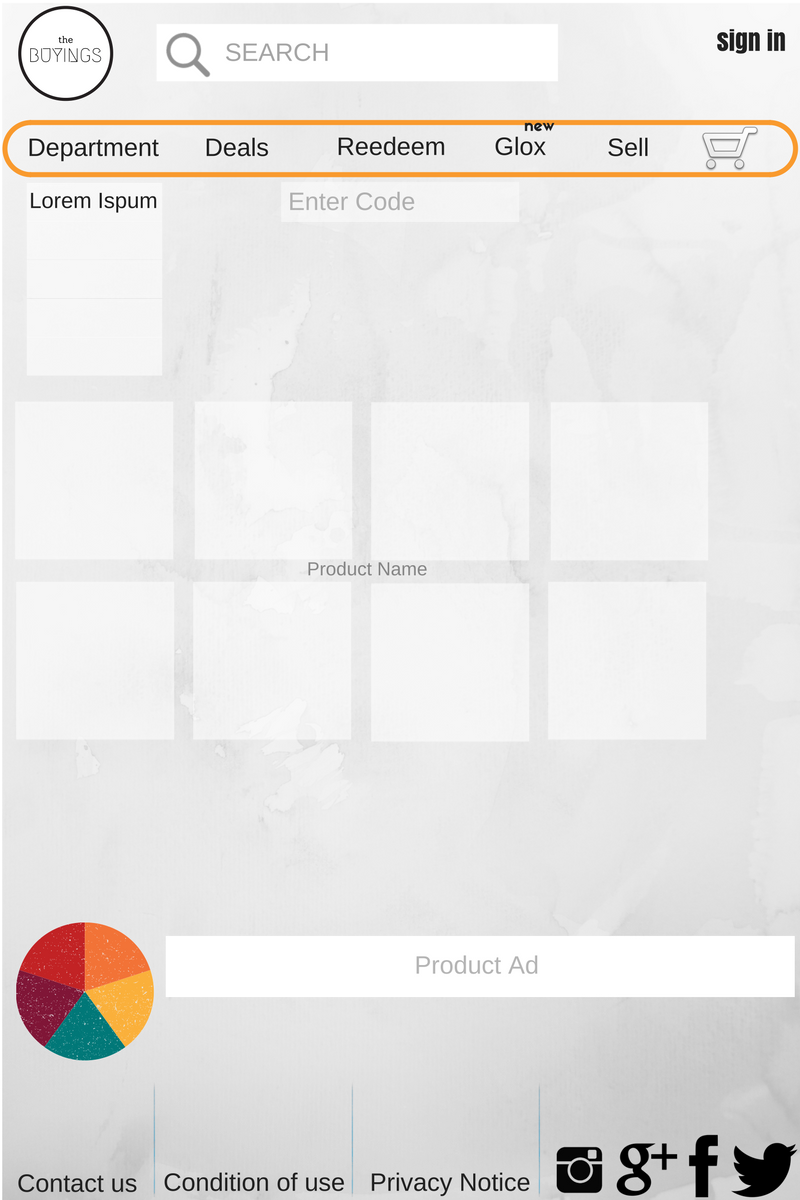 the
BUYINGS
SEARCH
sign in
new
Department Deals Reedeem Glox Sell
Lorem Ispum
Enter Code
Product Name
Product Ad
Contact us Condition of use Privacy Notice g+ f